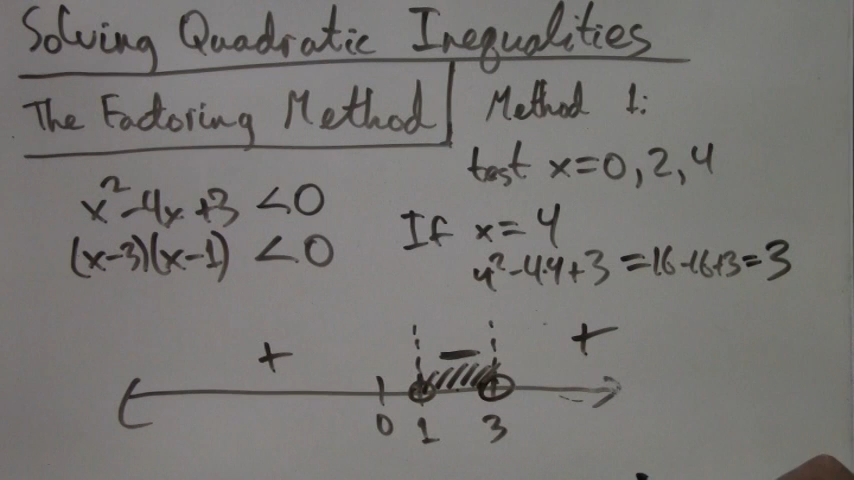 Solving Quadratic Inequalities
The Factoring Method
Method 1:
test x=0,2,4
x²-4x+3 <0
(x-3)(x-1) <0
If x=4
4²-4·4+3 =16-16+3=3
+ - +
0 1 3